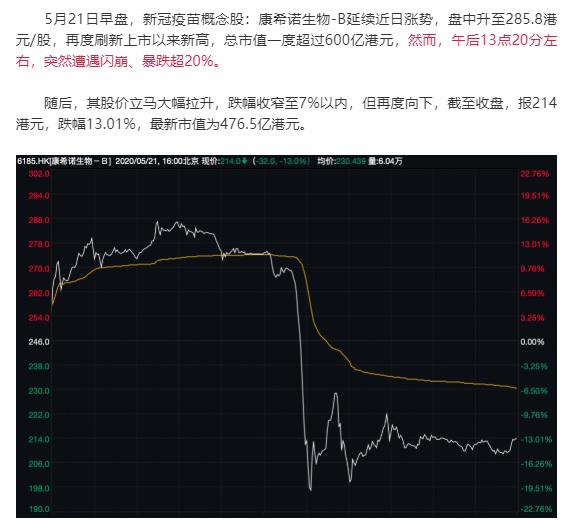 5月21日早盘，新冠疫苗概念股：康希诺生物-B延续近日涨势，盘中升至285.8港
元/股，再度刷新上市以来新高，总市值一度超过600亿港元，然而，午后13点20分左
右，突然遭遇闪崩、暴跌超20%。
随后，其股价立马大幅拉升，跌幅收窄至7%以内，但再度向下，截至收盘，报214
港元，跌幅13.01%，最新市值为476.5亿港元。
6185.HK[康希诺生物－B] 2020/05/21, 16:00北京 现价:214.0 (-32.0, -13.0%) 均价:230.439 量:6.04万
302.0 22.76%
294.0 19.51%
286.0 16.26%
278.0 13.01%
270.0 9.76%
262.0 6.50%
254.0 3.25%
246.0 0.00%
238.0 -3.25%
230.0 -6.50%
222.0 -9.76%
214.0 -13.01%
206.0 -16.26%
198.0 -19.51%
190.0 -22.76%